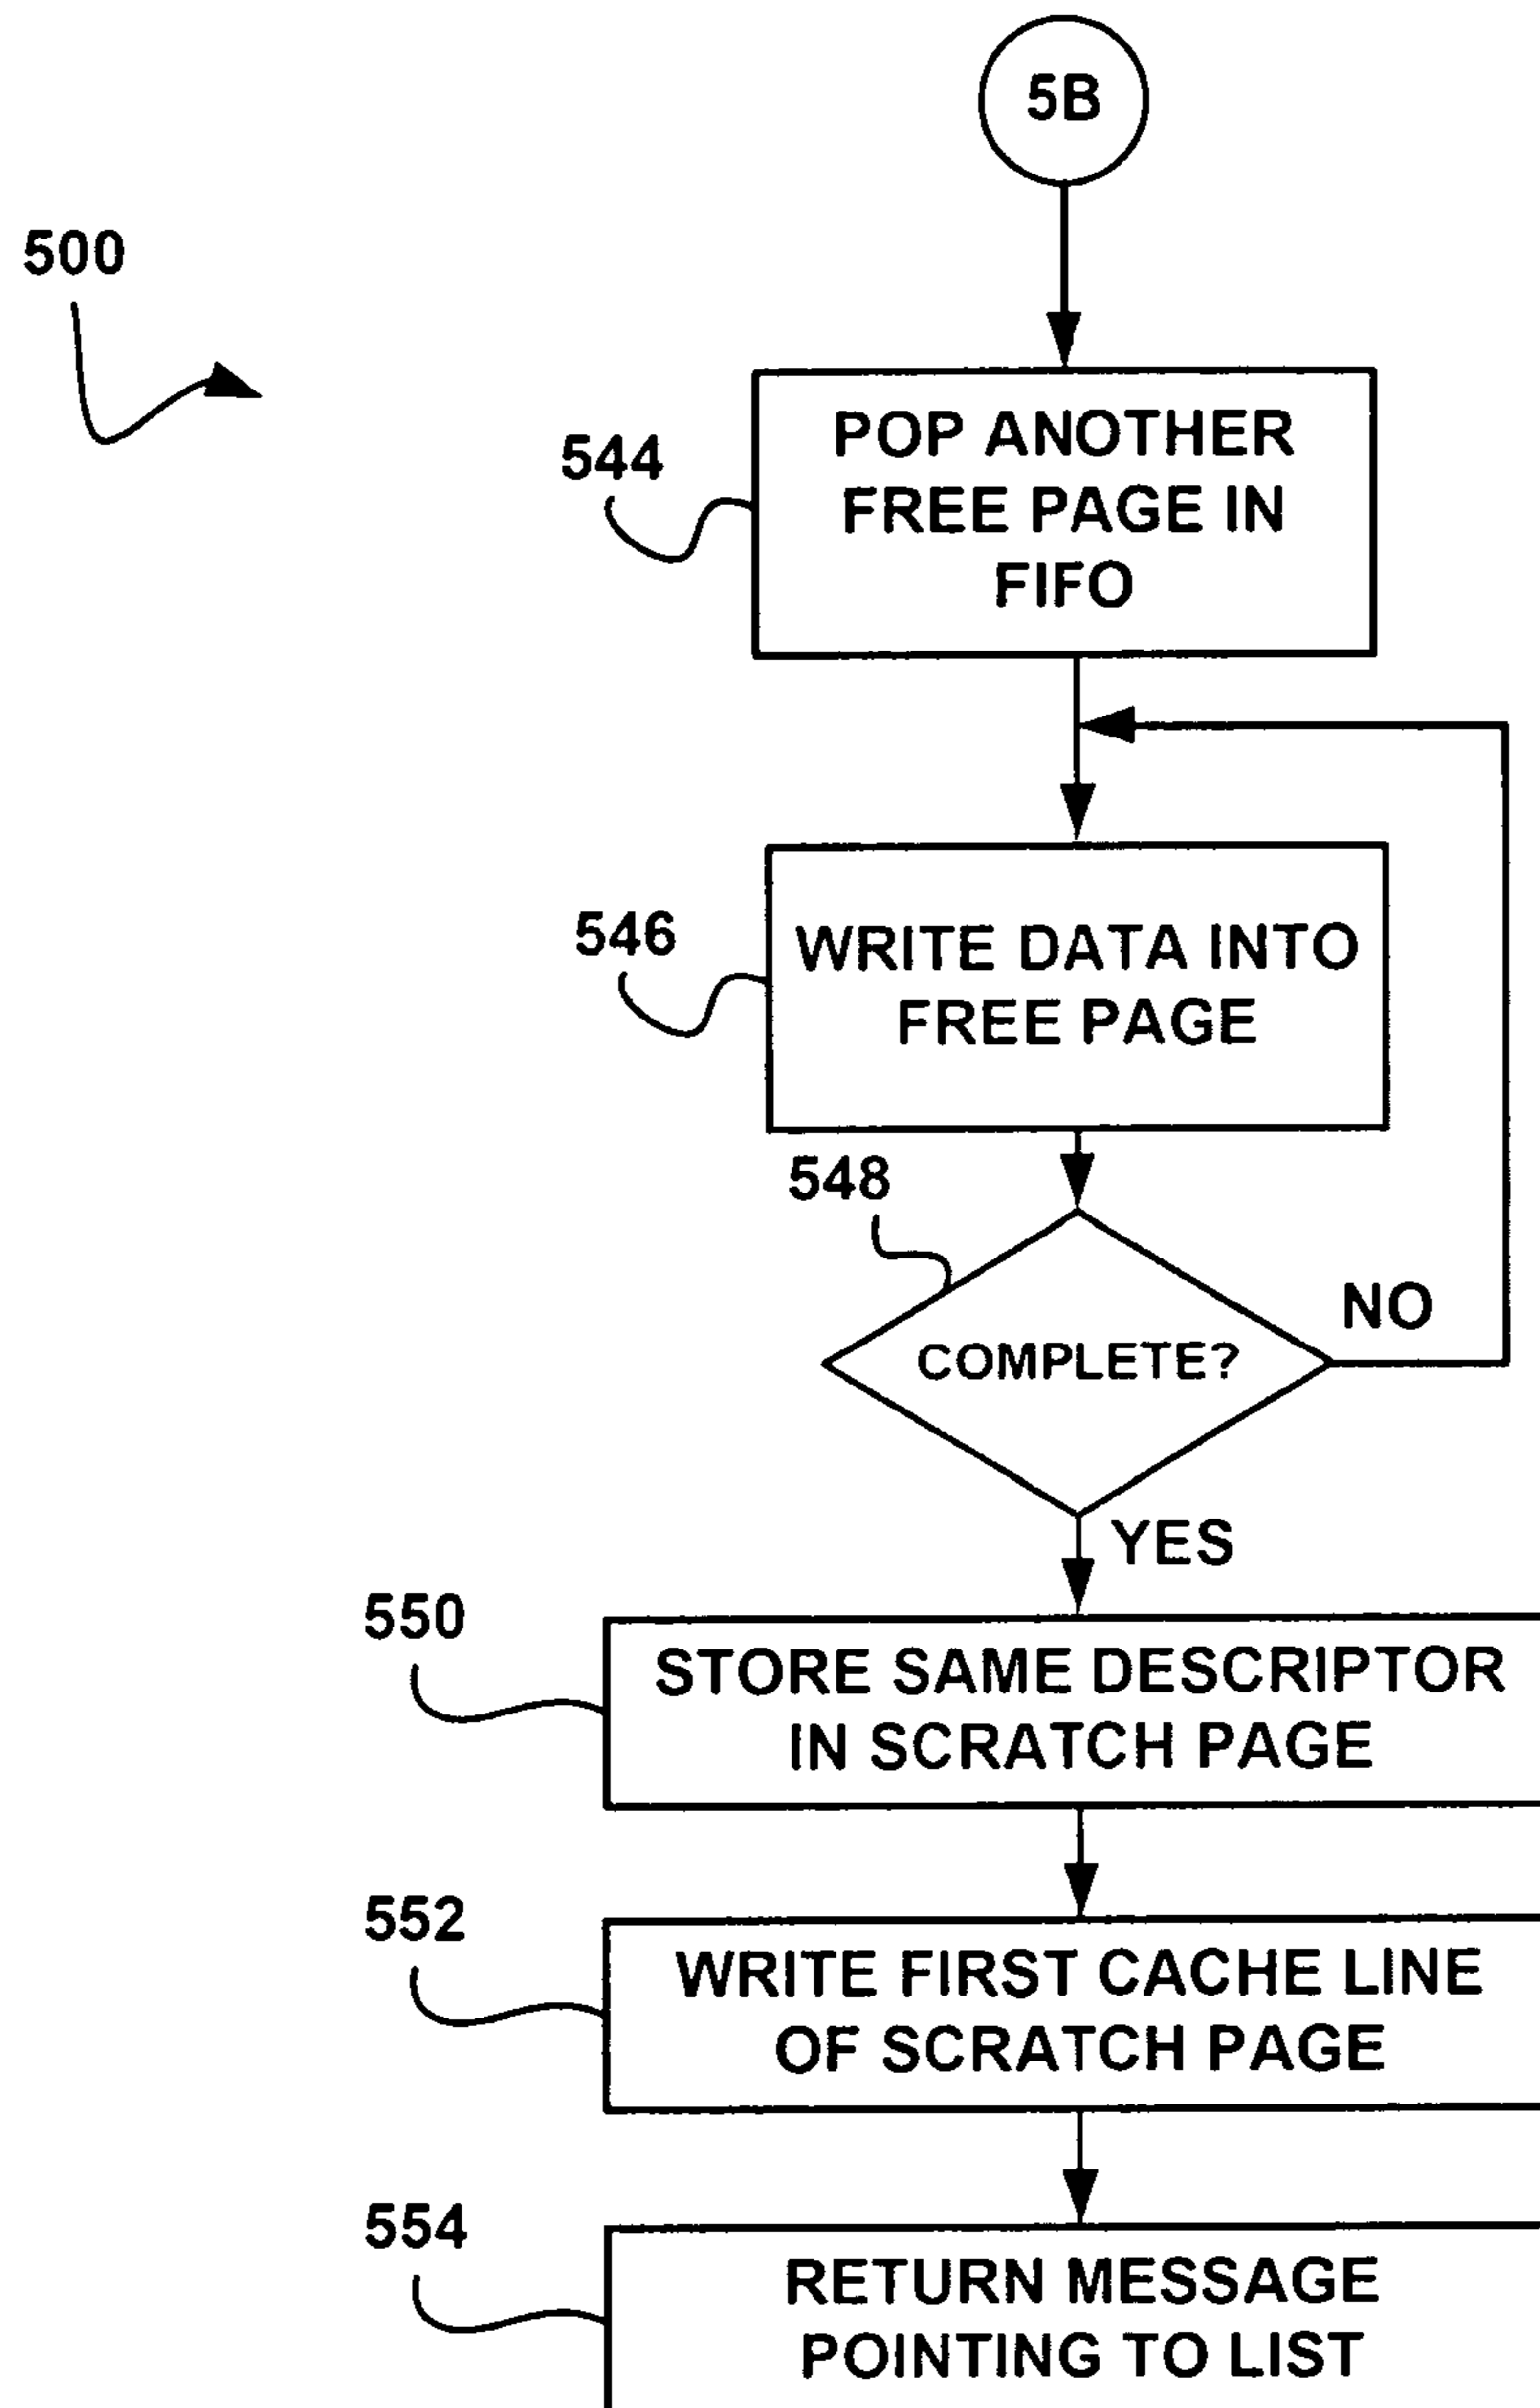 5B
500
544
POP ANOTHER
FREE PAGE IN
FIFO
546
WRITE DATA INTO
FREE PAGE
548
COMPLETE?
NO
YES
550
STORE SAME DESCRIPTOR
IN SCRATCH PAGE
552
WRITE FIRST CACHE LINE
OF SCRATCH PAGE
554
RETURN MESSAGE
POINTING TO LIST